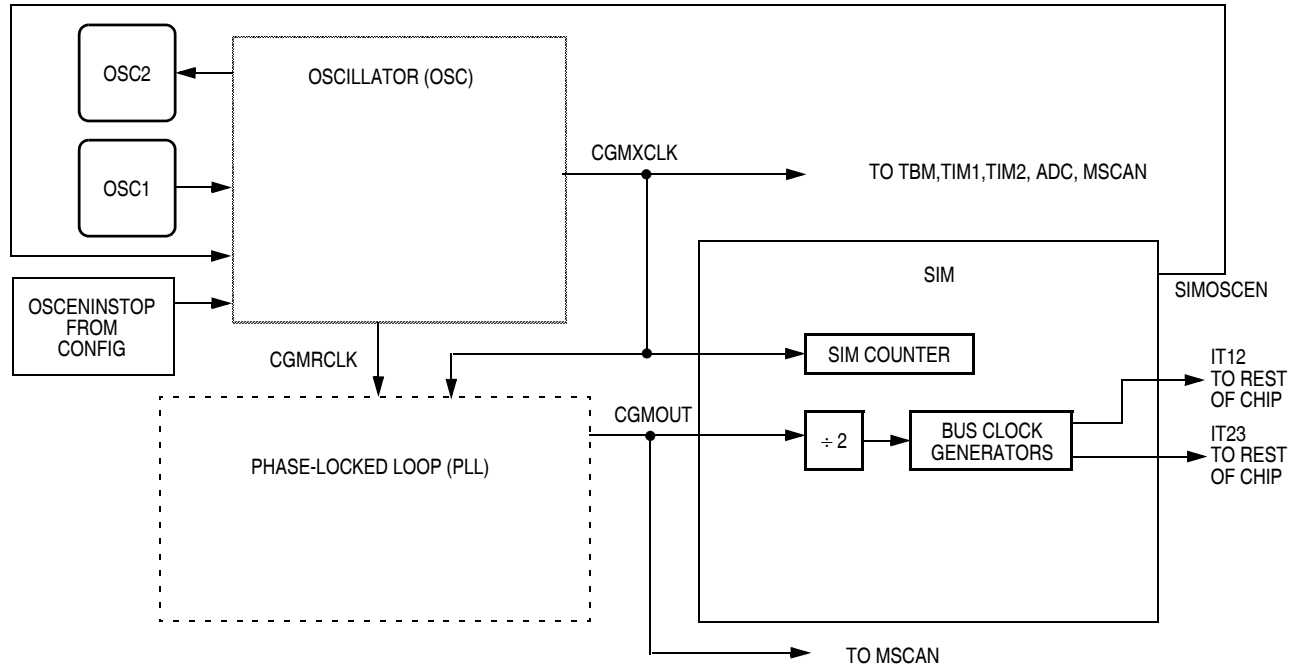 OSC2
OSCILLATOR (OSC)
CGMXCLK
OSC1
TO TBM,TIM1,TIM2, ADC, MSCAN
SIM
SIMOSCEN
OSCENINSTOP
FROM
CONFIG
CGMRCLK
SIM COUNTER
IT12
TO REST
OF CHIP
CGMOUT
÷ 2
BUS CLOCK
GENERATORS
IT23
TO REST
OF CHIP
PHASE-LOCKED LOOP (PLL)
TO MSCAN